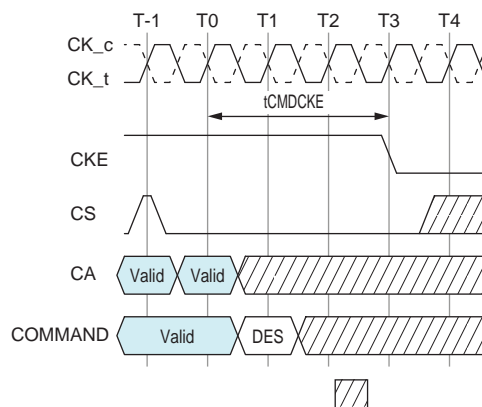 T-1 T0 T1 T2 T3 T4
CK_c
CK_t
tCMDCKE
CKE
CS
CA Valid Valid
COMMAND Valid DES